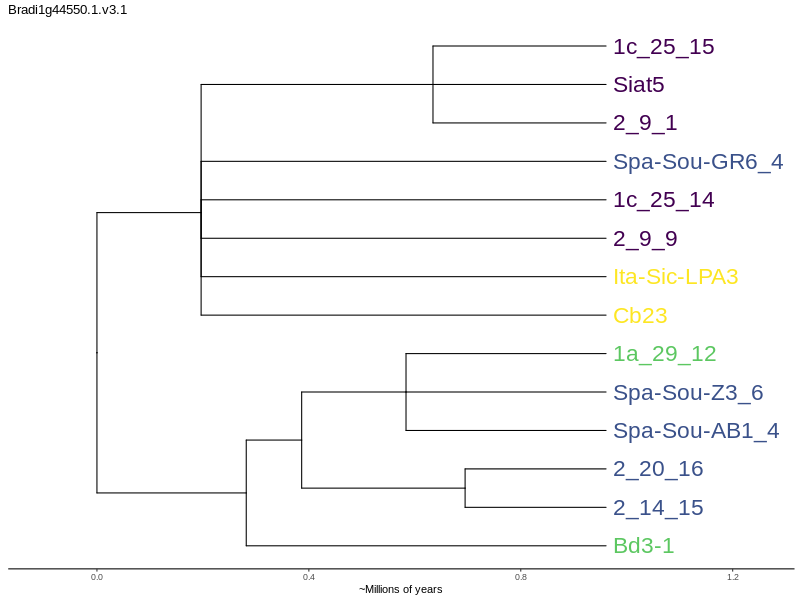 Bradi1g44550.1.v3.1
1c_25_15
Siat5
2_9_1
Spa-Sou-GR6_4
1c_25_14
2_9_9
Ita-Sic-LPA3
Cb23
1a_29_12
Spa-Sou-Z3_6
Spa-Sou-AB1_4
2_20_16
2_14_15
Bd3-1
0.0 0.4 0.8 1.2
~Millions of years